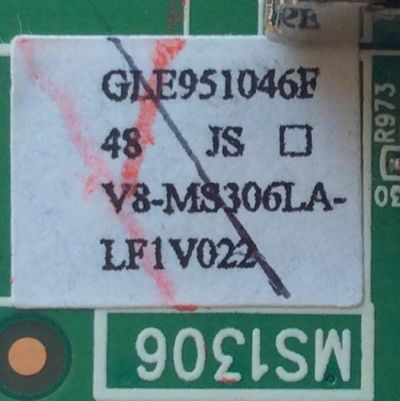 GLE951046F
48 JS □
V8-MS306LA-
LF1V022
MS1306
R973